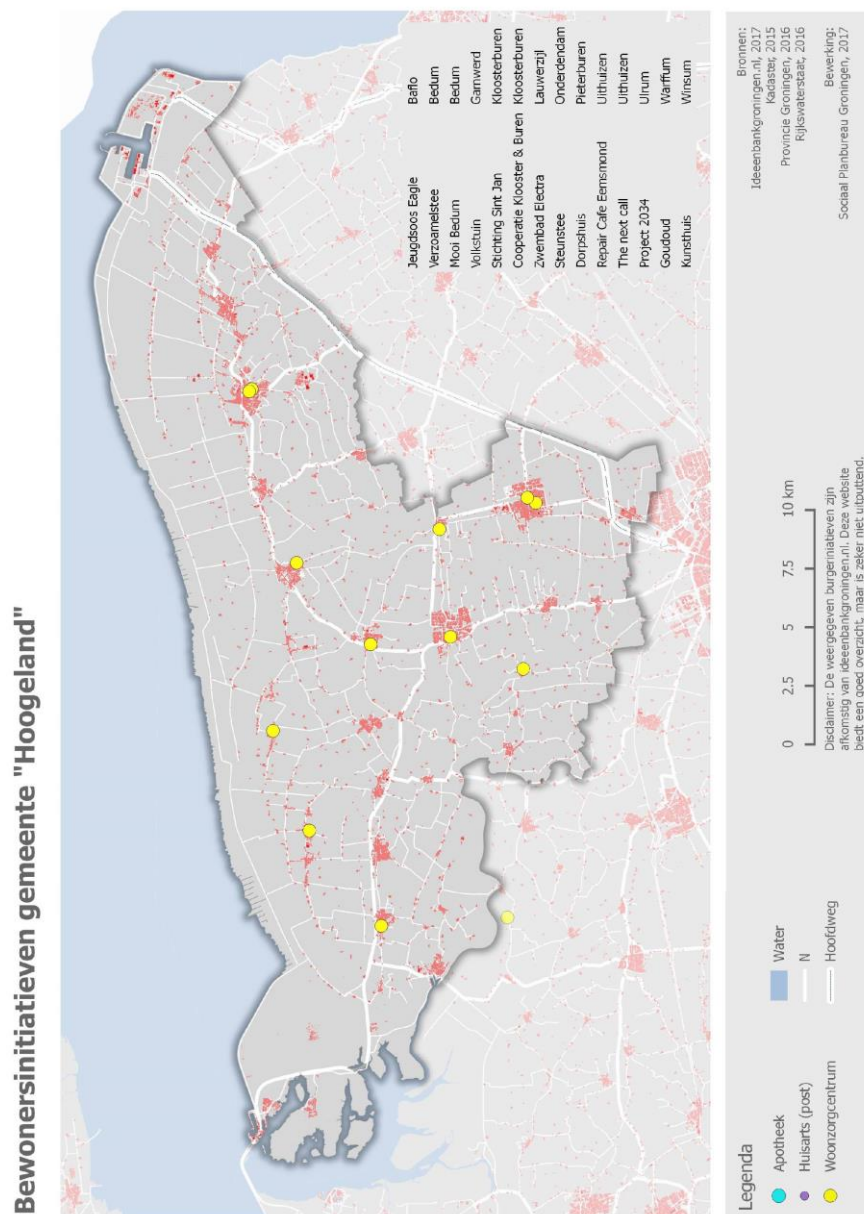 Bewonersinitiatieven gemeente "Hoogeland"
Jeugdsoos Eagle Baflo
Verzoamelstee Bedum
Mooi Bedum Bedum
Volkstuin Garnwerd
Stichting Sint Jan Kloosterburen
Cooperatie Klooster & Buren Kloosterburen
Zwembad Electra Lauwerzijl
Steunstee Onderdendam
Dorpshuis Pieterburen
Repair Cafe Eemsmond Uithuizen
The next call Uithuizen
Project 2034 Ulrum
Goudoud Warffum
Kunsthuis Winsum
Legenda
Apotheek
Huisarts (post)
Woonzorgcentrum
Water
N
Hoofdweg
0 2.5 5 7.5 10 km
Disclaimer: De weergegeven burgeriniatieven zijn
afkomstig van ideeenbankgroningen.nl. Deze website
biedt een goed overzicht, maar is zeker niet uitputtend.
Bronnen:
Ideeenbankgroningen.nl, 2017
Kadaster, 2015
Provincie Groningen, 2016
Rijkswaterstaat, 2016
Bewerking:
Sociaal Planbureau Groningen, 2017